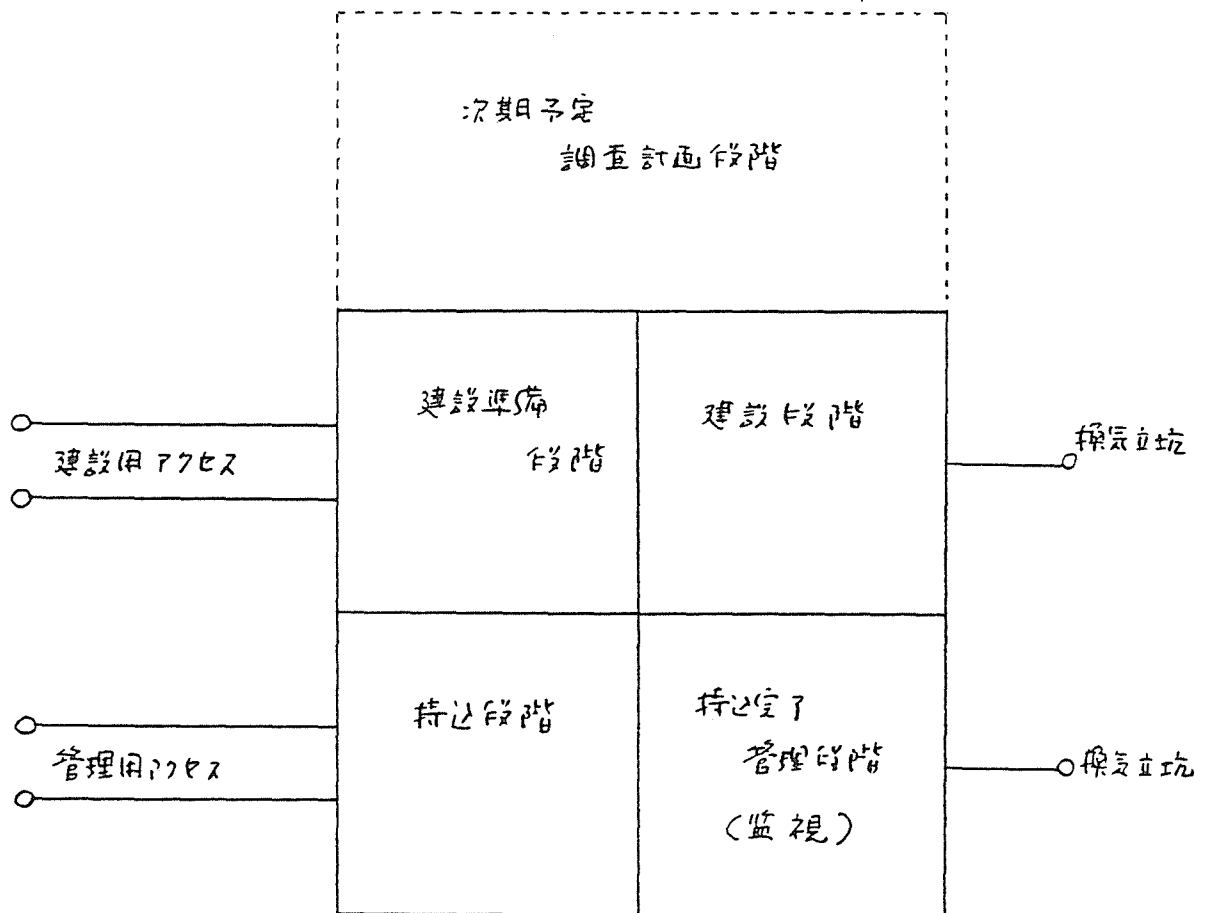 次期予定
調査計画段階
建設準備
段階
建設段階
換気立坑
建設用アクセス
持込段階
持込完了
管理段階
(監視)
管理用アクセス
換気立坑